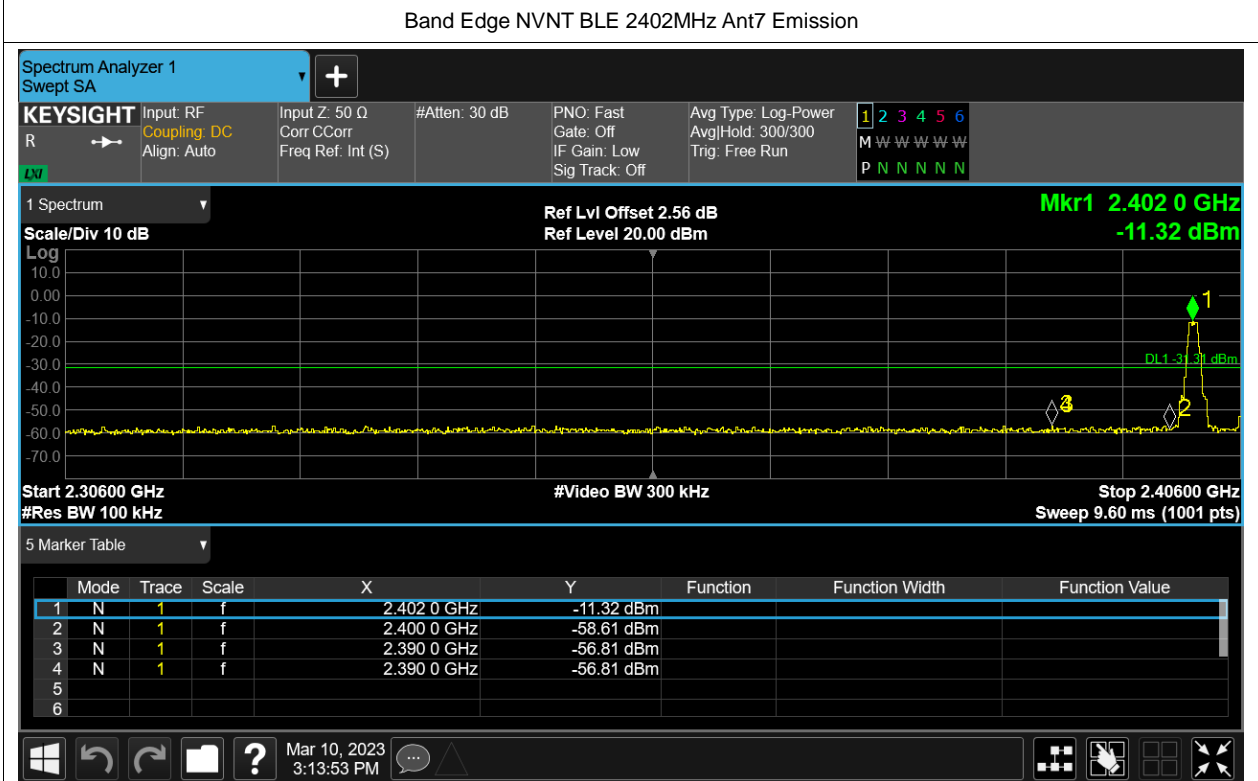 Band Edge NVNT BLE 2402MHz Ant7 Emission
Spectrum Analyzer 1
Swept SA
KEYSIGHT
R
LXI
Input: RF
Coupling: DC
Align: Auto
Input Z: 50 Ω
Corr CCorr
Freq Ref: Int (S)
#Atten: 30 dB
PNO: Fast
Gate: Off
IF Gain: Low
Sig Track: Off
Avg Type: Log-Power
Avg|Hold: 300/300
Trig: Free Run
1 2 3 4 5 6
M W W W W W
P N N N N N
1 Spectrum
Scale/Div 10 dB
Ref Lvl Offset 2.56 dB
Ref Level 20.00 dBm
Mkr1 2.402 0 GHz
-11.32 dBm
Log
10.0
0.00
-10.0
-20.0
-30.0
-40.0
-50.0
-60.0
-70.0
1
DL1 -31.31 dBm
2
Start 2.30600 GHz
#Video BW 300 kHz
Stop 2.40600 GHz
#Res BW 100 kHz
Sweep 9.60 ms (1001 pts)
5 Marker Table
Mode Trace Scale X Y Function Function Width Function Value
1 N 1 f 2.402 0 GHz -11.32 dBm
2 N 1 f 2.400 0 GHz -58.61 dBm
3 N 1 f 2.390 0 GHz -56.81 dBm
4 N 1 f 2.390 0 GHz -56.81 dBm
5
6
?
Mar 10, 2023
3:13:53 PM